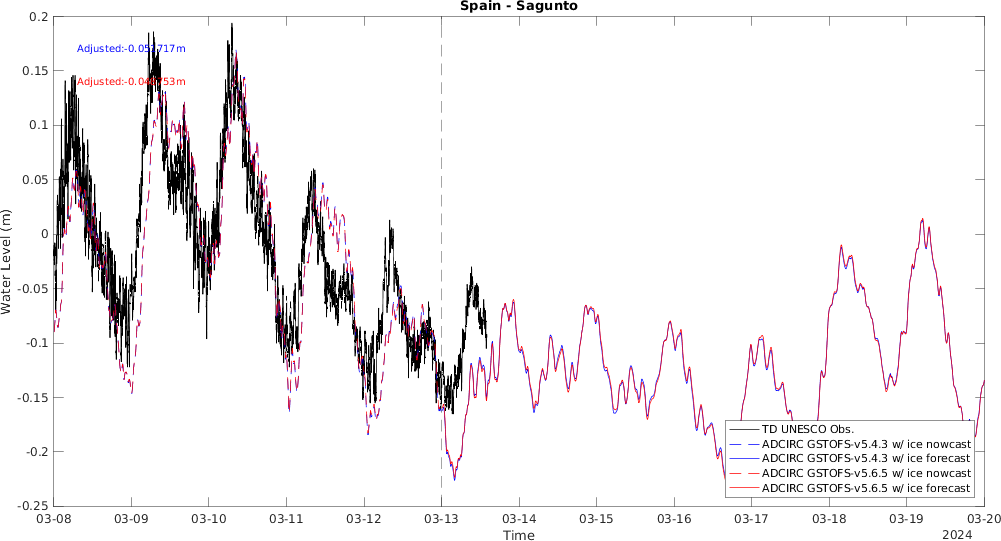 Spain - Sagunto
0.2
0.15
0.1
0.05
0
-0.05
-0.1
-0.15
-0.2
-0.25
Water Level (m)
Adjusted:
Adjusted:
TD UNESCO Obs.
ADCIRC GSTOFS-v5.4.3 w/ ice nowcast
ADCIRC GSTOFS-v5.4.3 w/ ice forecast
ADCIRC GSTOFS-v5.6.5 w/ ice nowcast
ADCIRC GSTOFS-v5.6.5 w/ ice forecast
03-08 03-09 03-10 03-11 03-12 03-13 03-14 03-15 03-16 03-17 03-18 03-19 03-20
Time
2024